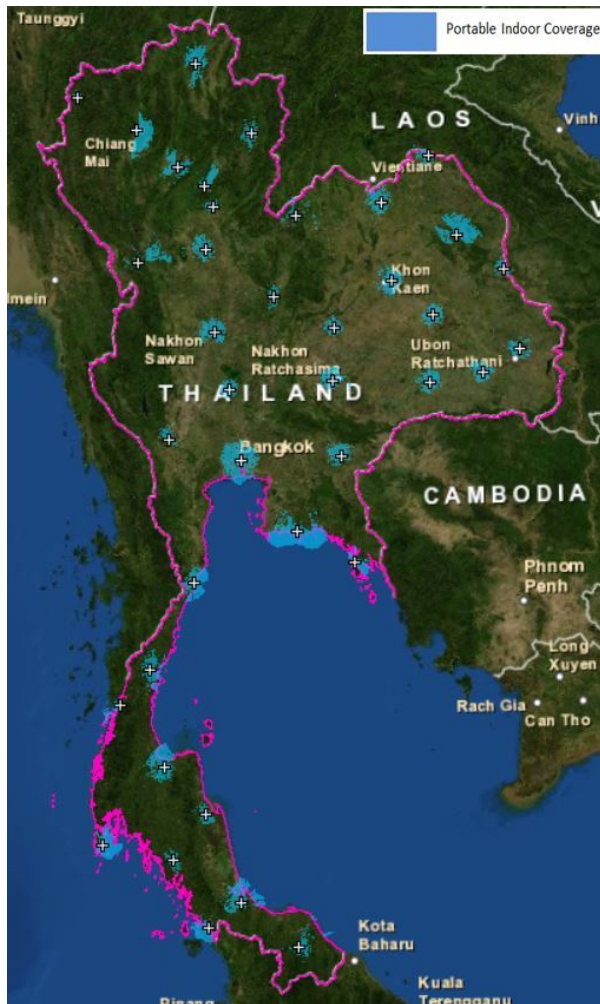 Taunggyi
Portable Indoor Coverage
LAOS
Vinh
Chiang
Mai
Vientiane
Khon
Kaen
Nakhon
Sawan
Nakhon
Ratchasima
Ubon
Ratchathani
THAILAND
Bangkok
CAMBODIA
Phnom
Penh
Long
Xuyen
Rach Gia
Can Tho
Kota
Baharu
Kuala
Terengganu